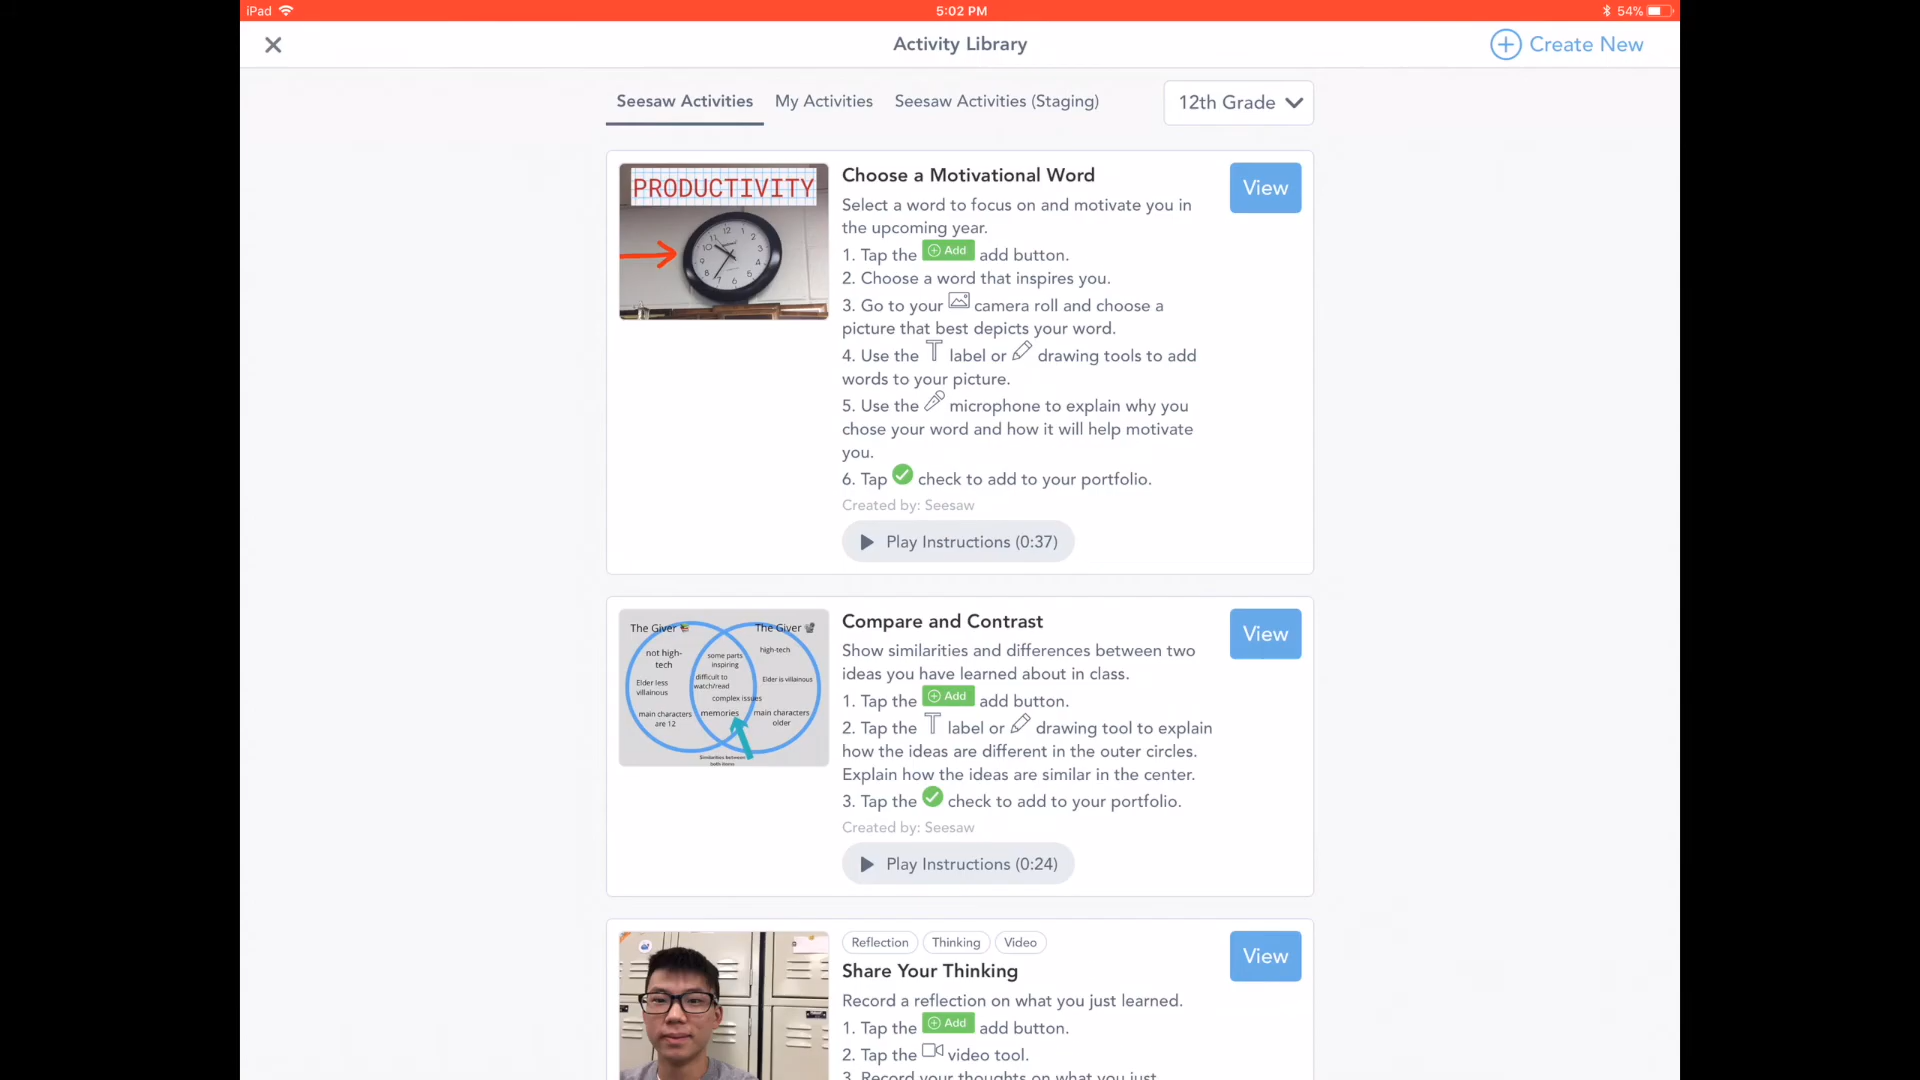 iPad
5:02 PM
54%
Activity Library
Create New
Seesaw Activities
My Activities
Seesaw Activities (Staging)
12th Grade
PRODUCTIVITY
Choose a Motivational Word
View
Select a word to focus on and motivate you in
the upcoming year.
1. Tap the Add add button.
2. Choose a word that inspires you.
3. Go to your camera roll and choose a
picture that best depicts your word.
4. Use the label or drawing tools to add
words to your picture.
5. Use the microphone to explain why you
chose your word and how it will help motivate
you.
6. Tap check to add to your portfolio.
Created by: Seesaw
Play Instructions (0:37)
The Giver
The Giver
not high-
tech
some parts
inspiring
high-tech
Elder less
villainous
difficult to
watch/read
Elder is villainous
complex issues
main characters
are 12
memories
main characters
older
Similarities between
both items
Compare and Contrast
View
Show similarities and differences between two
ideas you have learned about in class.
1. Tap the Add add button.
2. Tap the label or drawing tool to explain
how the ideas are different in the outer circles.
Explain how the ideas are similar in the center.
3. Tap the check to add to your portfolio.
Created by: Seesaw
Play Instructions (0:24)
Reflection
Thinking
Video
Share Your Thinking
View
Record a reflection on what you just learned.
1. Tap the Add add button.
2. Tap the video tool.
3. Record your thoughts on what you just